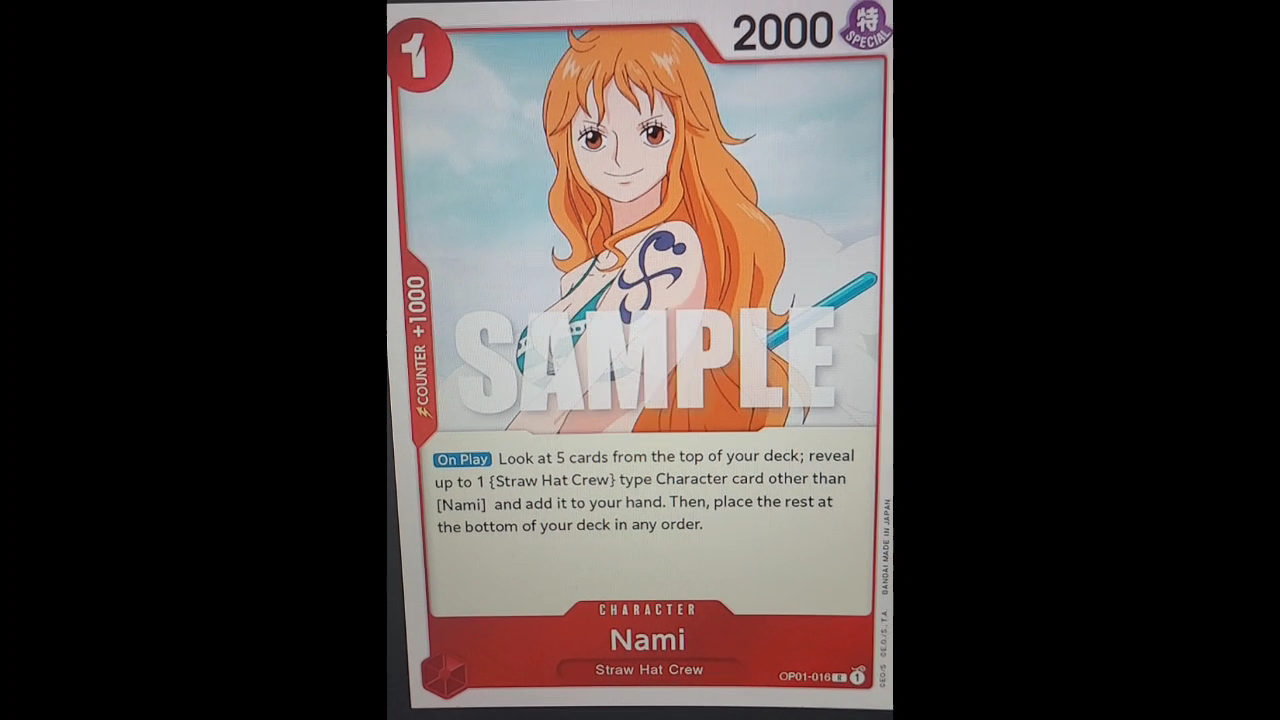 1
2000
特
SPECIAL
COUNTER +1000
SAMPLE
On Play Look at 5 cards from the top of your deck; reveal
up to 1 {Straw Hat Crew} type Character card other than
[Nami] and add it to your hand. Then, place the rest at
the bottom of your deck in any order.
CHARACTER
Nami
Straw Hat Crew
OP01-016 R 1
©E.O/S ©E.O./S.,T.A. BANDAI MADE IN JAPAN